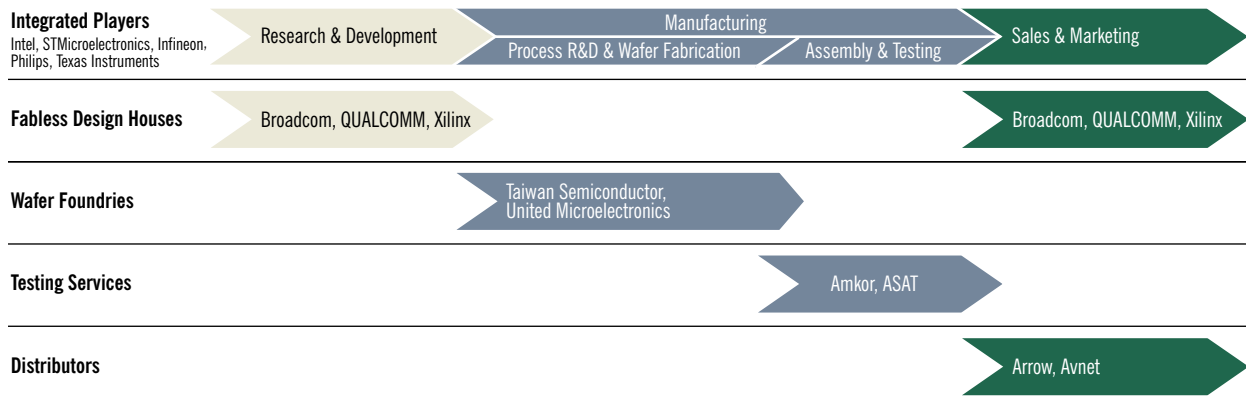 Integrated Players
Intel, STMicroelectronics, Infineon,
Philips, Texas Instruments
Research & Development
Manufacturing
Process R&D & Wafer Fabrication
Assembly & Testing
Sales & Marketing
Fabless Design Houses
Broadcom, QUALCOMM, Xilinx
Broadcom, QUALCOMM, Xilinx
Wafer Foundries
Taiwan Semiconductor,
United Microelectronics
Testing Services
Amkor, ASAT
Distributors
Arrow, Avnet